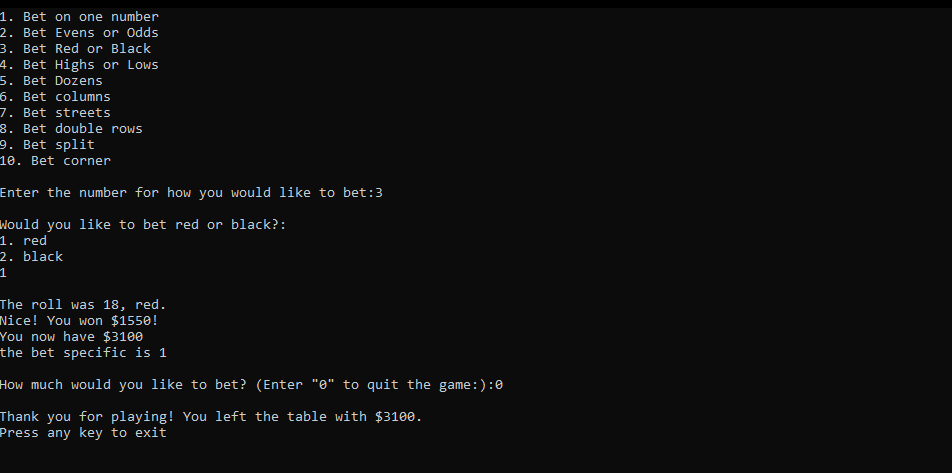 1. Bet on one number
2. Bet Evens or Odds
3. Bet Red or Black
4. Bet Highs or Lows
5. Bet Dozens
6. Bet columns
7. Bet streets
8. Bet double rows
9. Bet split
10. Bet corner
Enter the number for how you would like to bet:3
Would you like to bet red or black?:
1. red
2. black
1
The roll was 18, red.
Nice! You won $1550!
You now have $3100
the bet specific is 1
How much would you like to bet? (Enter "0" to quit the game:):0
Thank you for playing! You left the table with $3100.
Press any key to exit